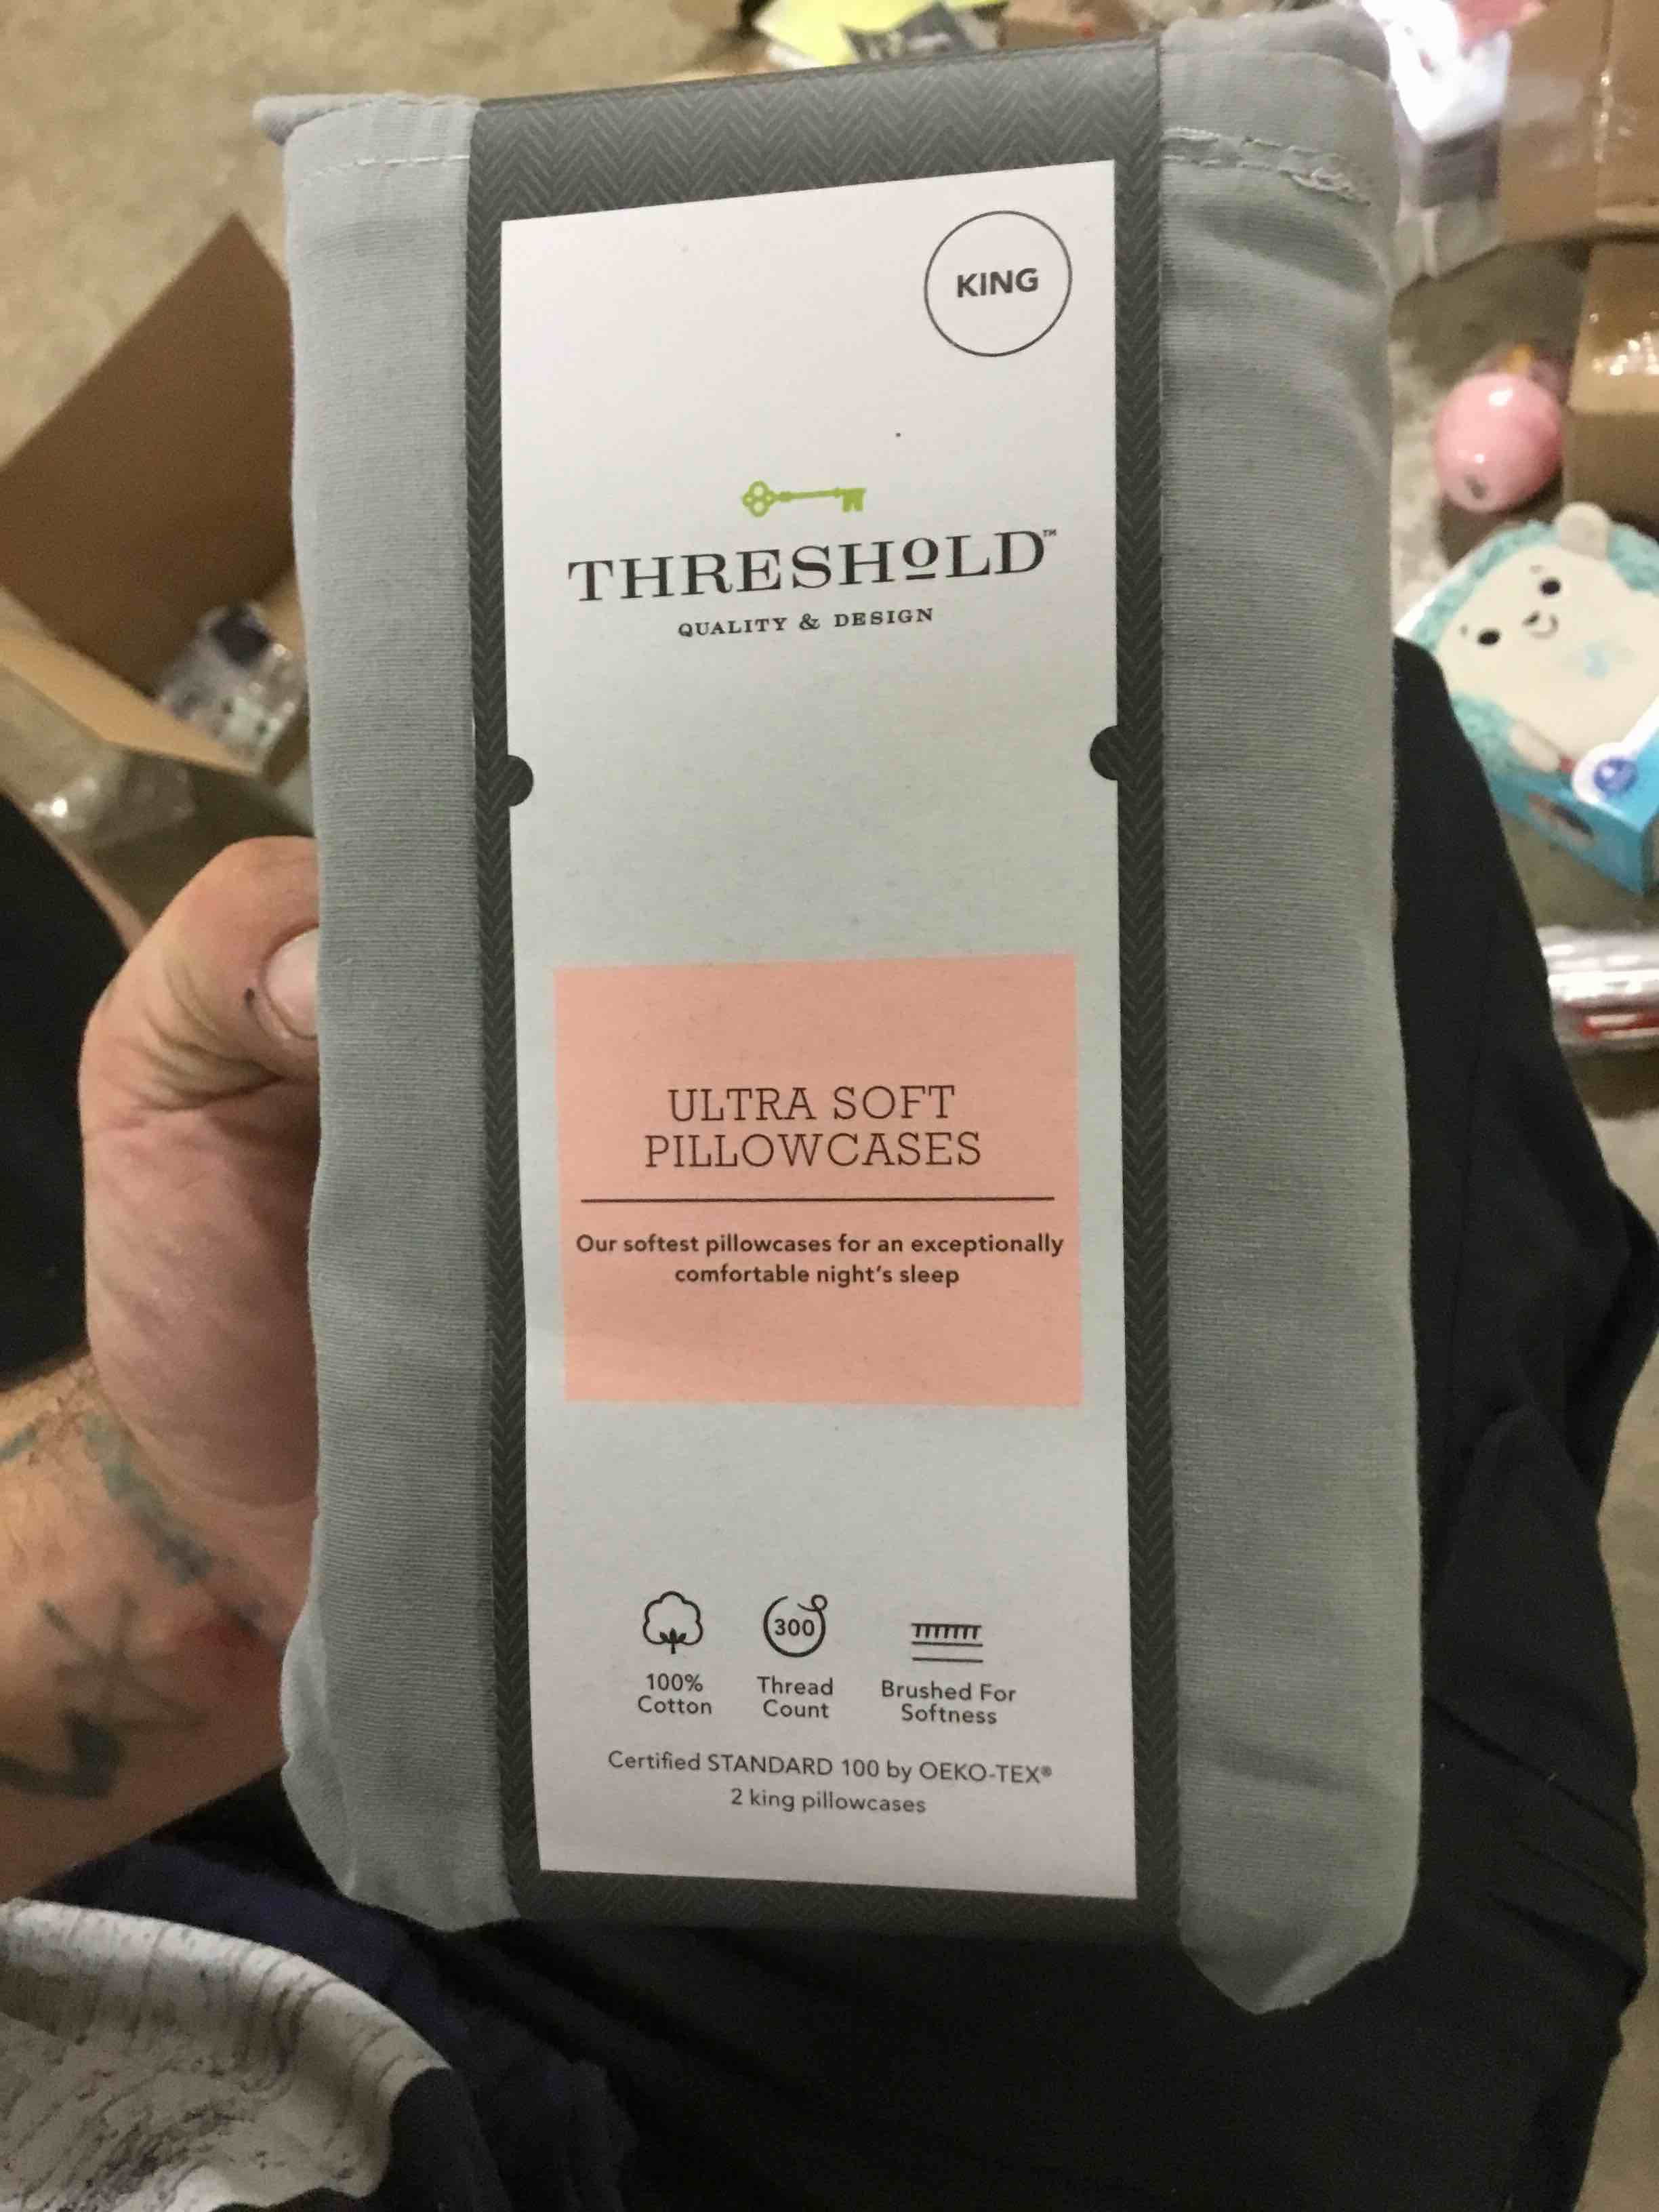 KING
THRESHOLD™
QUALITY & DESIGN
ULTRA SOFT
PILLOWCASES
Our softest pillowcases for an exceptionally
comfortable night's sleep
300
100%
Cotton
Thread
Count
Brushed For
Softness
Certified STANDARD 100 by OEKO-TEX®
2 king pillowcases